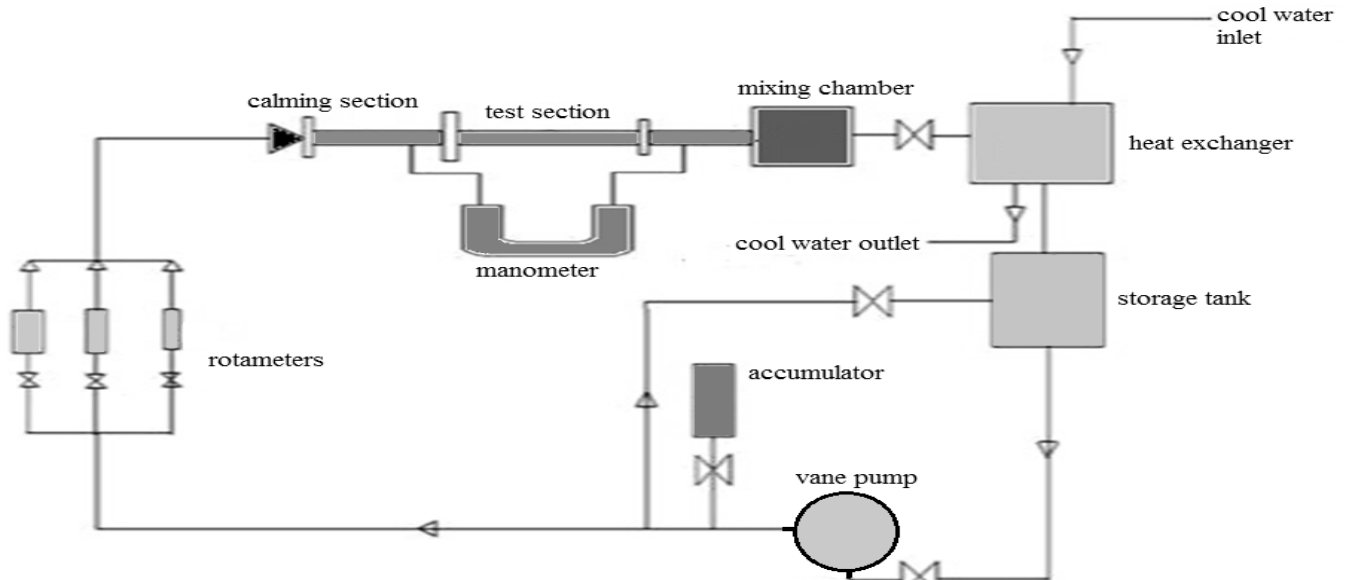 cool water
inlet
mixing chamber
calming section
test section
heat exchanger
cool water outlet
manometer
storage tank
rotameters
accumulator
vane pump